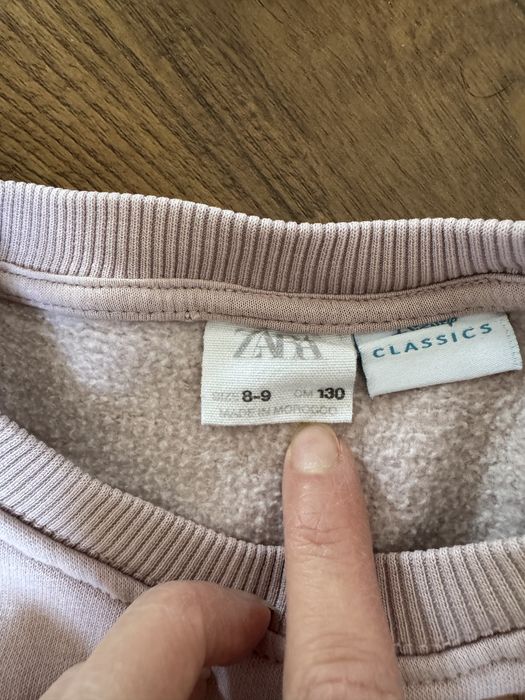 ZARA
SIZE 8-9 CM 130
MADE IN MOROCCO
CLASSICS